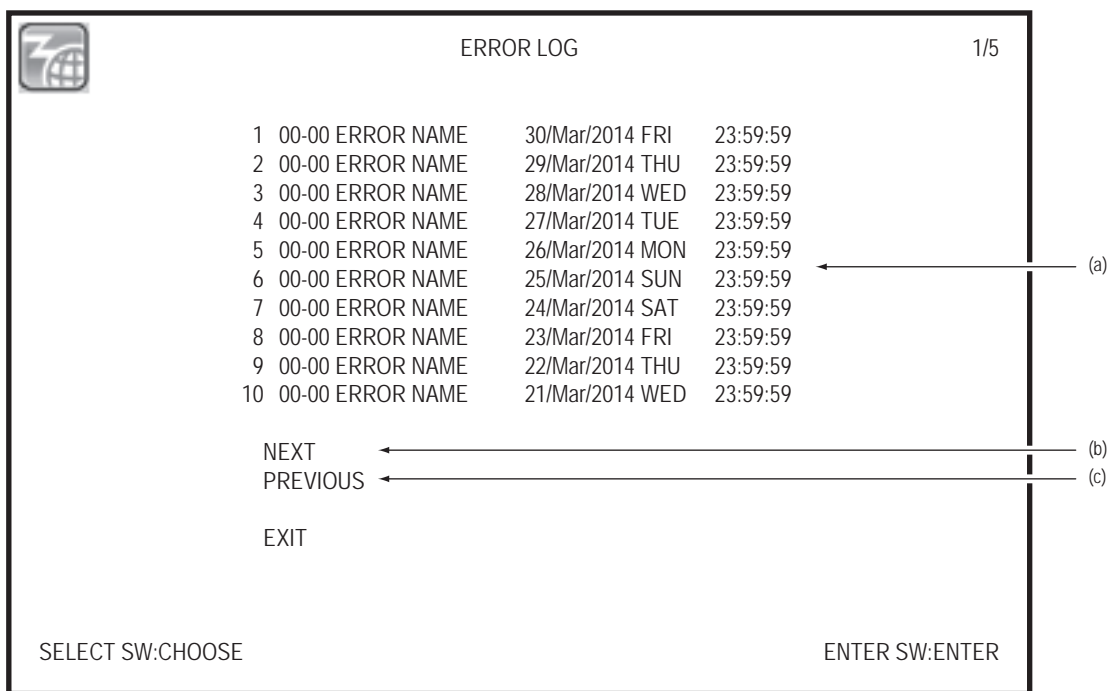 ERROR LOG 1/5
1 00-00 ERROR NAME 30/Mar/2014 FRI 23:59:59
2 00-00 ERROR NAME 29/Mar/2014 THU 23:59:59
3 00-00 ERROR NAME 28/Mar/2014 WED 23:59:59
4 00-00 ERROR NAME 27/Mar/2014 TUE 23:59:59
5 00-00 ERROR NAME 26/Mar/2014 MON 23:59:59
(a)
6 00-00 ERROR NAME 25/Mar/2014 SUN 23:59:59
7 00-00 ERROR NAME 24/Mar/2014 SAT 23:59:59
8 00-00 ERROR NAME 23/Mar/2014 FRI 23:59:59
9 00-00 ERROR NAME 22/Mar/2014 THU 23:59:59
10 00-00 ERROR NAME 21/Mar/2014 WED 23:59:59
NEXT (b)
PREVIOUS (c)
EXIT
SELECT SW:CHOOSE ENTER SW:ENTER